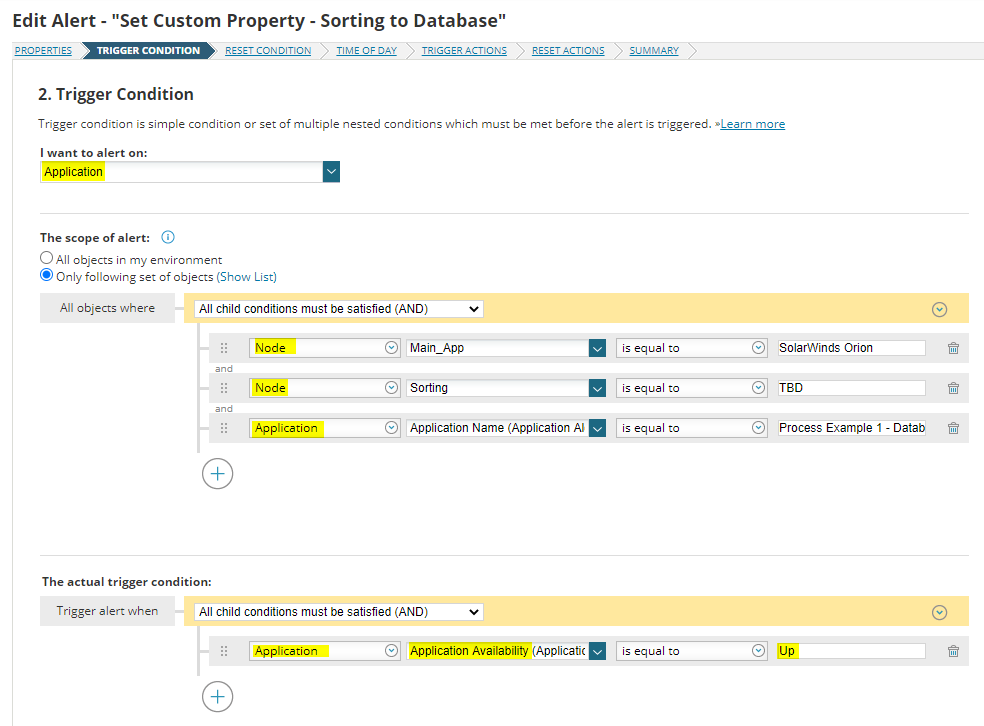 Edit Alert - "Set Custom Property - Sorting to Database"
PROPERTIES TRIGGER CONDITION RESET CONDITION TIME OF DAY TRIGGER ACTIONS RESET ACTIONS SUMMARY
2. Trigger Condition
Trigger condition is simple condition or set of multiple nested conditions which must be met before the alert is triggered. »Learn more
I want to alert on:
Application
The scope of alert:
All objects in my environment
Only following set of objects (Show List)
All objects where All child conditions must be satisfied (AND)
Node Main_App is equal to SolarWinds Orion
and
Node Sorting is equal to TBD
and
Application Application Name (Application Al is equal to Process Example 1 - Datab
The actual trigger condition:
Trigger alert when All child conditions must be satisfied (AND)
Application Application Availability (Applicatic is equal to Up